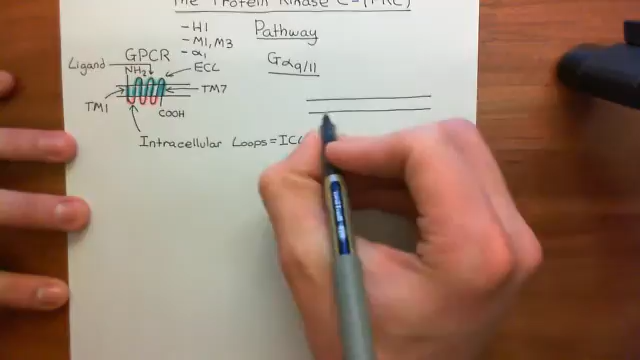 The Protein Kinase C (PKC)
Pathway
- H1
- M1, M3
- α1
Gαq/11
GPCR
Ligand
NH2
ECL
TM7
TM1
COOH
Intracellular Loops = IC